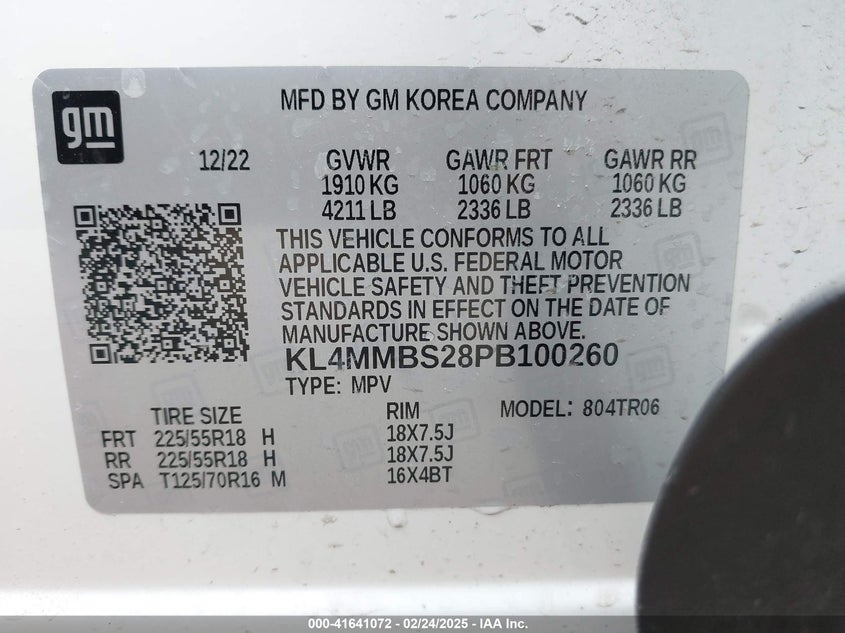 gm
MFD BY GM KOREA COMPANY
12/22 GVWR GAWR FRT GAWR RR
1910 KG 1060 KG 1060 KG
4211 LB 2336 LB 2336 LB
THIS VEHICLE CONFORMS TO ALL
APPLICABLE U.S. FEDERAL MOTOR
VEHICLE SAFETY AND THEFT PREVENTION
STANDARDS IN EFFECT ON THE DATE OF
MANUFACTURE SHOWN ABOVE.
KL4MMBS28PB100260
TYPE: MPV
TIRE SIZE RIM MODEL: 804TR06
FRT 225/55R18 H 18X7.5J
RR 225/55R18 H 18X7.5J
SPA T125/70R16 M 16X4BT
000-41641072 - 02/24/2025 - IAA Inc.